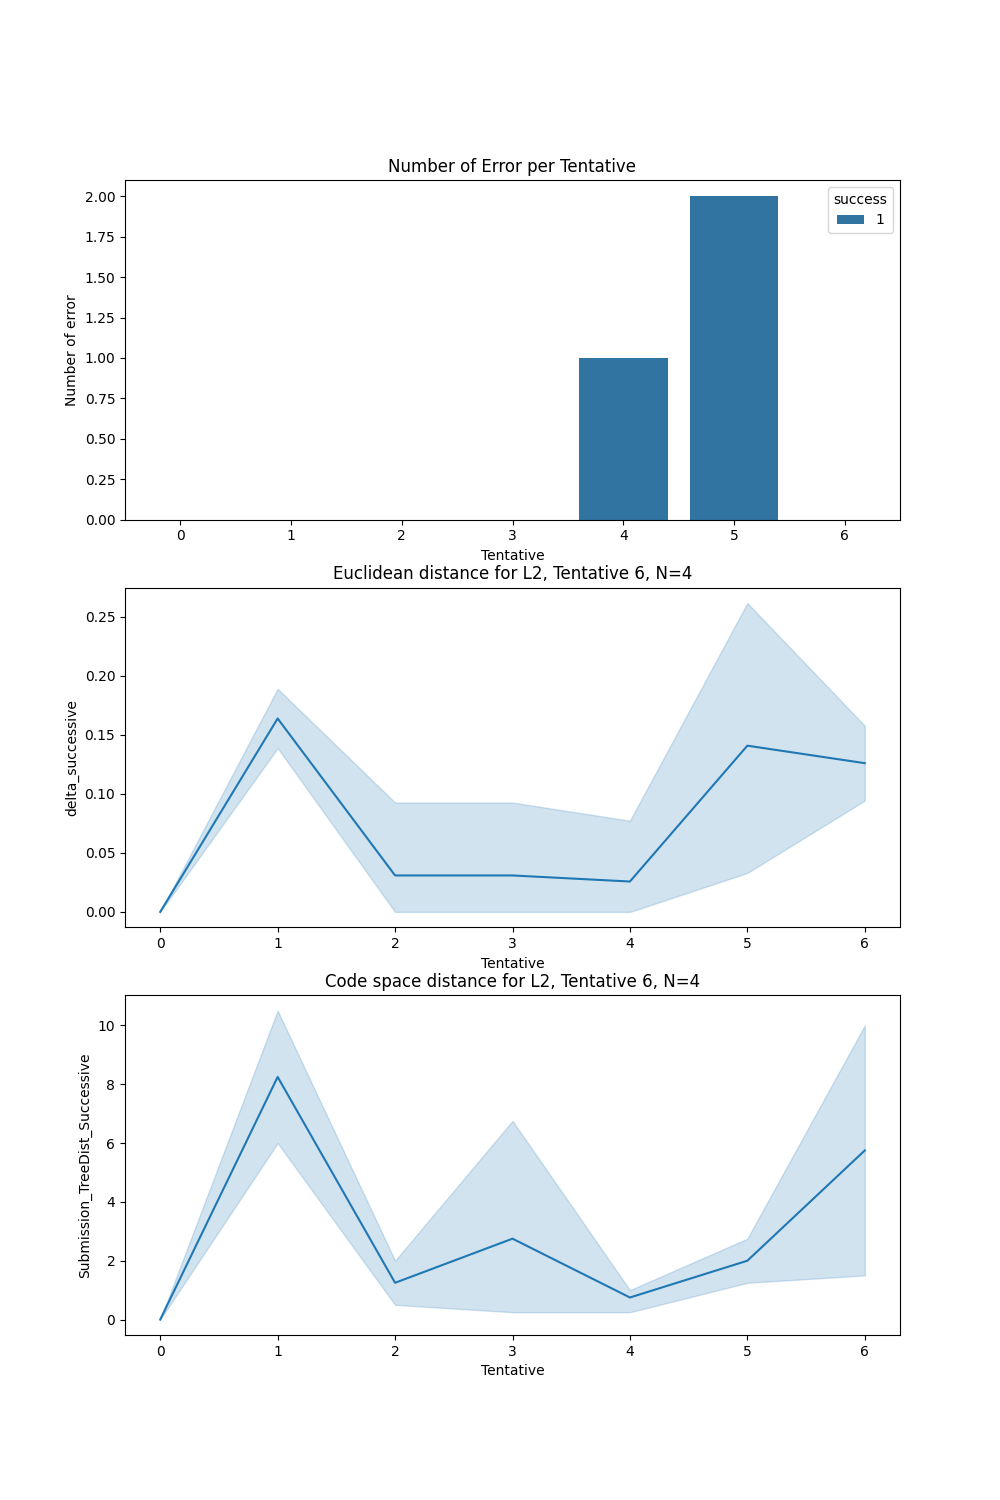 Number of Error per Tentative
success
1
2.00
1.75
1.50
1.25
1.00
0.75
0.50
0.25
0.00
Number of error
0 1 2 3 4 5 6
Tentative
Euclidean distance for L2, Tentative 6, N=4
0.25
0.20
0.15
0.10
0.05
0.00
delta_successive
0 1 2 3 4 5 6
Tentative
Code space distance for L2, Tentative 6, N=4
10
8
6
4
2
0
Submission_TreeDist_Successive
0 1 2 3 4 5 6
Tentative